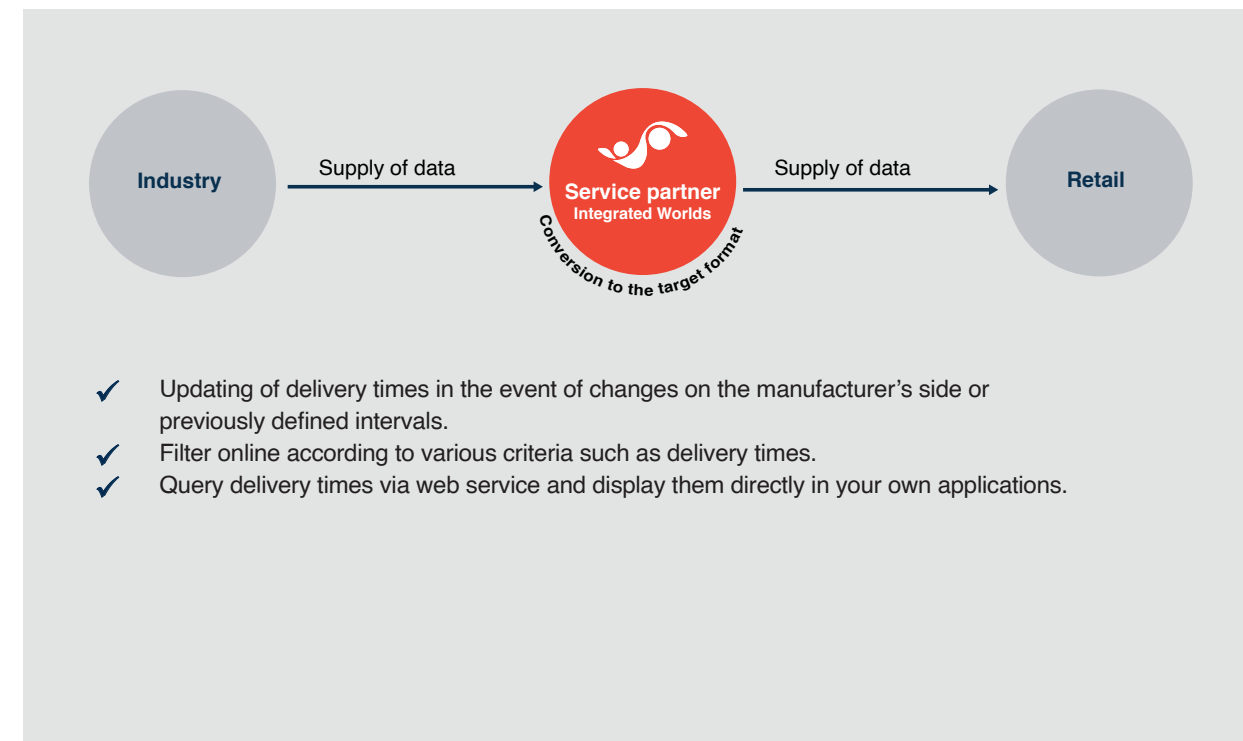 Industry
Supply of data
Service partner
Integrated Worlds
Conversion to the target format
Supply of data
Retail
✓ Updating of delivery times in the event of changes on the manufacturer’s side or
previously defined intervals.
✓ Filter online according to various criteria such as delivery times.
✓ Query delivery times via web service and display them directly in your own applications.